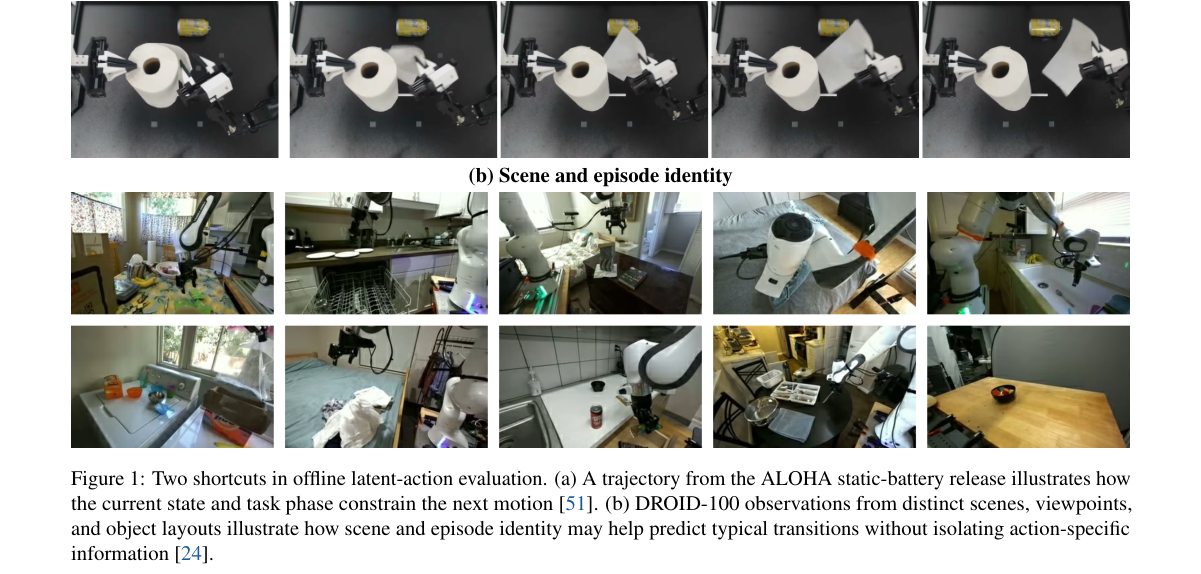 (b) Scene and episode identity
Figure 1: Two shortcuts in offline latent-action evaluation. (a) A trajectory from the ALOHA static-battery release illustrates how
the current state and task phase constrain the next motion [51]. (b) DROID-100 observations from distinct scenes, viewpoints,
and object layouts illustrate how scene and episode identity may help predict typical transitions without isolating action-specific
information [24].